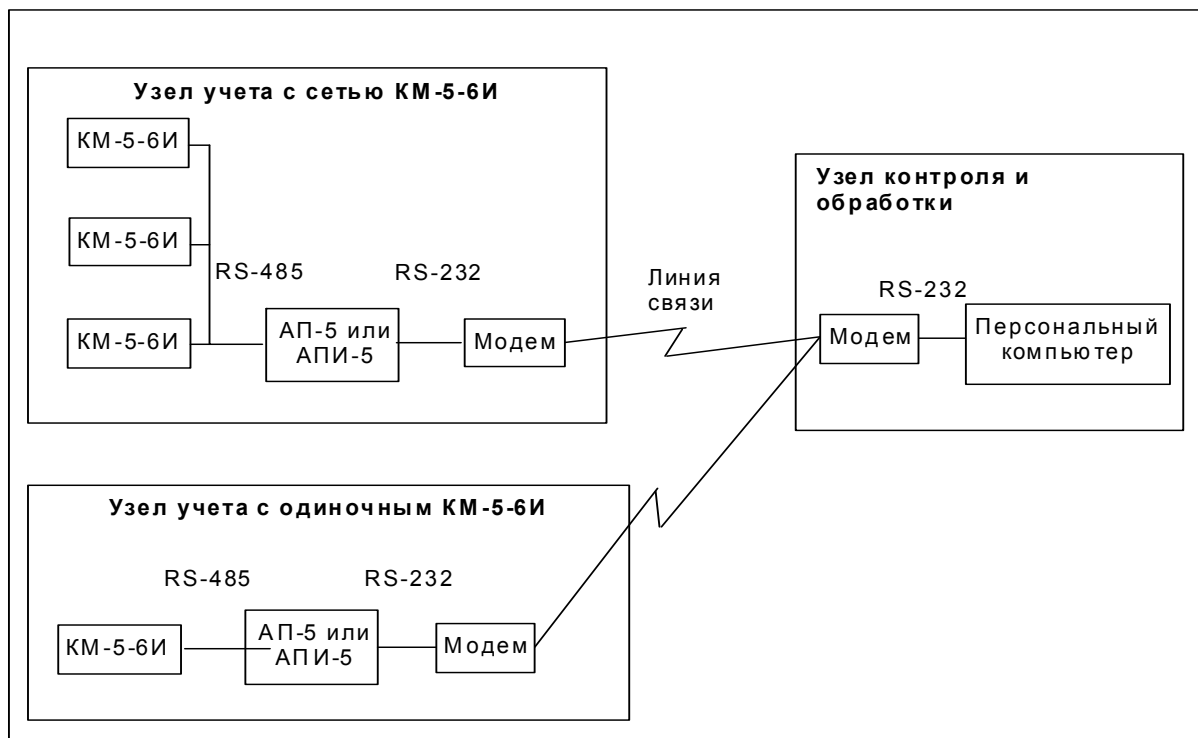 Узел учета с сетью КМ-5-6И
КМ-5-6И
КМ-5-6И
RS-485
RS-232
КМ-5-6И
АП-5 или
АПИ-5
Модем
Линия
связи
Узел контроля и
обработки
RS-232
Модем
Персональный
компьютер
Узел учета с одиночным КМ-5-6И
RS-485
RS-232
КМ-5-6И
АП-5 или
АПИ-5
Модем